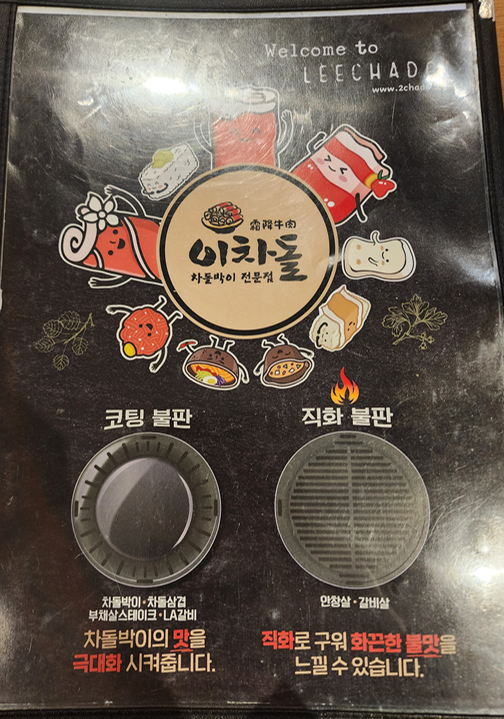 Welcome to
LEECHADO
www.2chad
霜降牛肉
이차돌
차돌박이 전문점
코팅 불판
직화 불판
차돌박이·차돌삼겹
부채살스테이크·LA갈비
안창살·갈비살
차돌박이의 맛을
극대화 시켜줍니다.
직화로 구워 화끈한 불맛을
느낄 수 있습니다.